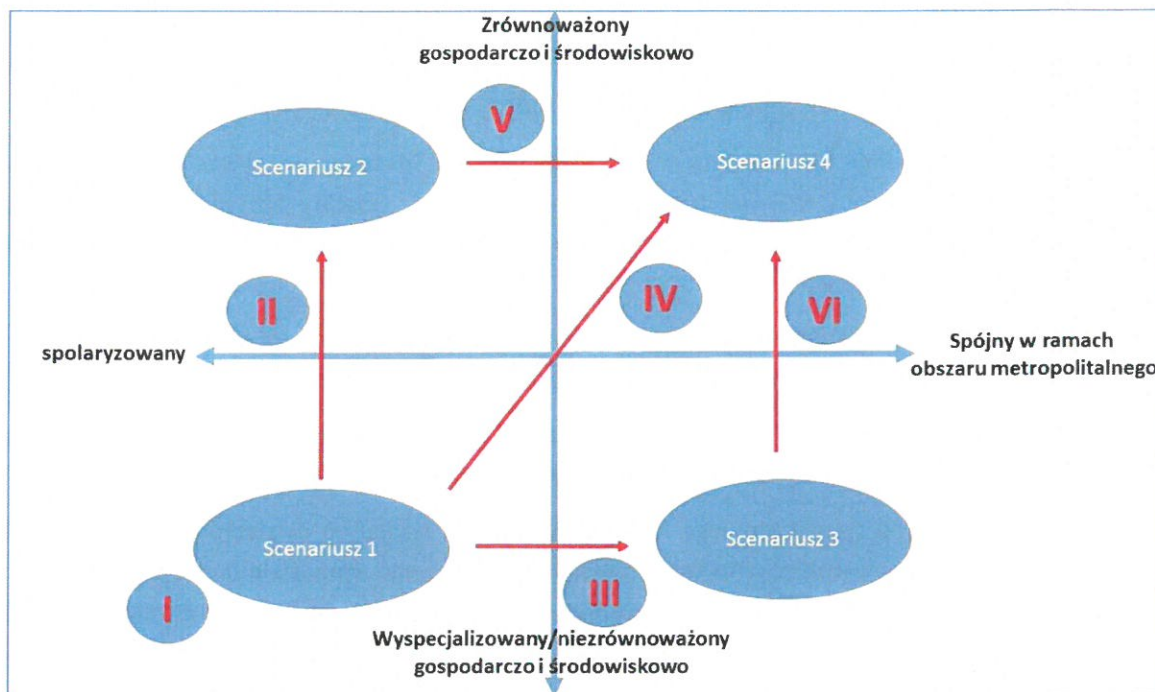 Zrównoważony
gospodarczo i środowiskowo
V
Scenariusz 2
Scenariusz 4
II
IV
VI
spolaryzowany
Spójny w ramach
obszaru metropolitalnego
Scenariusz 1
Scenariusz 3
I
III
Wyspecjalizowany/niezrównoważony
gospodarczo i środowiskowo